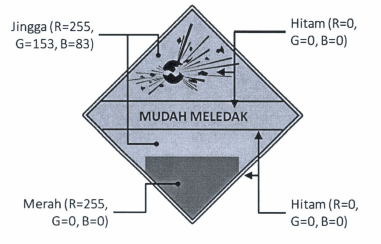 Jingga (R=255,
G=153, B=83)
Hitam (R=0,
G=0, B=0)
MUDAH MELEDAK
Merah (R=255,
G=0, B=0)
Hitam (R=0,
G=0, B=0)